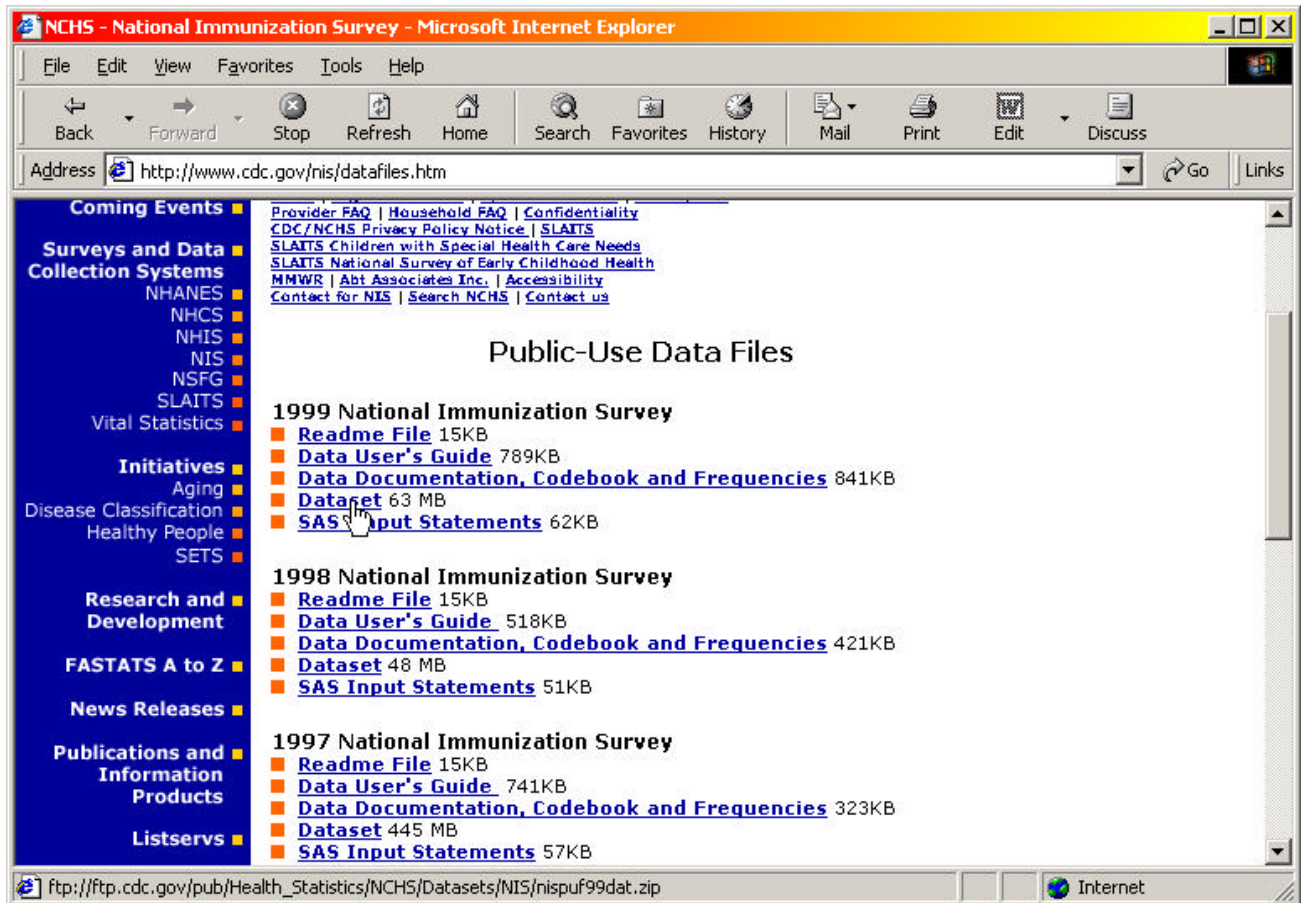 NCHS - National Immunization Survey - Microsoft Internet Explorer
File Edit View Favorites Tools Help
Back Forward Stop Refresh Home Search Favorites History Mail Print Edit Discuss
Address http://www.cdc.gov/nis/datafiles.htm Go Links
Coming Events
Surveys and Data
Collection Systems
NHANES
NHCS
NHIS
NIS
NSFG
SLAITS
Vital Statistics
Initiatives
Aging
Disease Classification
Healthy People
SETS
Research and
Development
FASTATS A to Z
News Releases
Publications and
Information
Products
Listservs
Provider FAQ | Household FAQ | Confidentiality
CDC/NCHS Privacy Policy Notice | SLAITS
SLAITS Children with Special Health Care Needs
SLAITS National Survey of Early Childhood Health
MMWR | Abt Associates Inc. | Accessibility
Contact for NIS | Search NCHS | Contact us
Public-Use Data Files
1999 National Immunization Survey
Readme File 15KB
Data User's Guide 789KB
Data Documentation, Codebook and Frequencies 841KB
Dataset 63 MB
SAS Input Statements 62KB
1998 National Immunization Survey
Readme File 15KB
Data User's Guide 518KB
Data Documentation, Codebook and Frequencies 421KB
Dataset 48 MB
SAS Input Statements 51KB
1997 National Immunization Survey
Readme File 15KB
Data User's Guide 741KB
Data Documentation, Codebook and Frequencies 323KB
Dataset 445 MB
SAS Input Statements 57KB
ftp://ftp.cdc.gov/pub/Health_Statistics/NCHS/Datasets/NIS/nispuf99dat.zip Internet